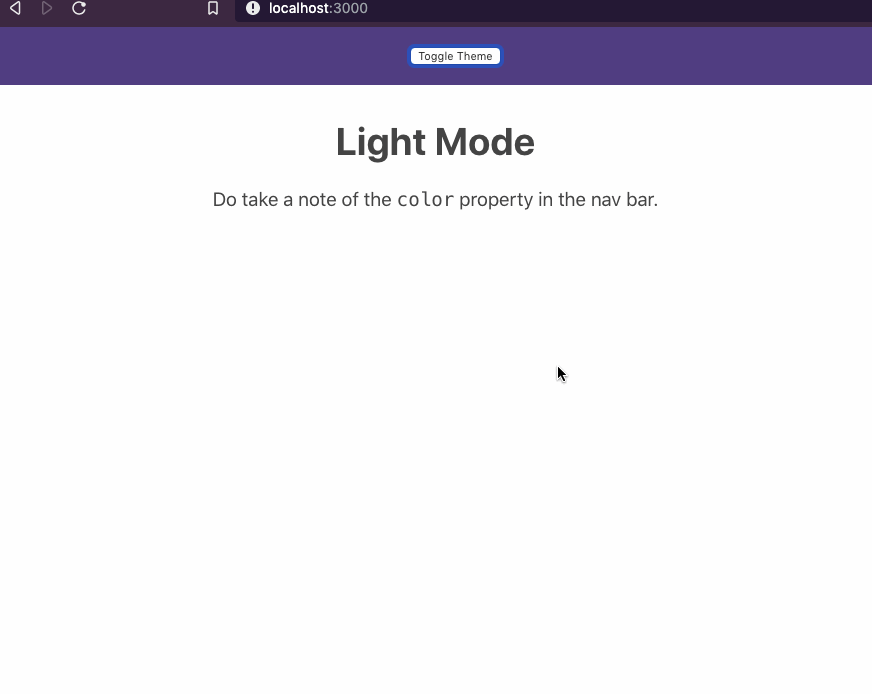 localhost:3000
Toggle Theme
Light Mode
Do take a note of the color property in the nav bar.